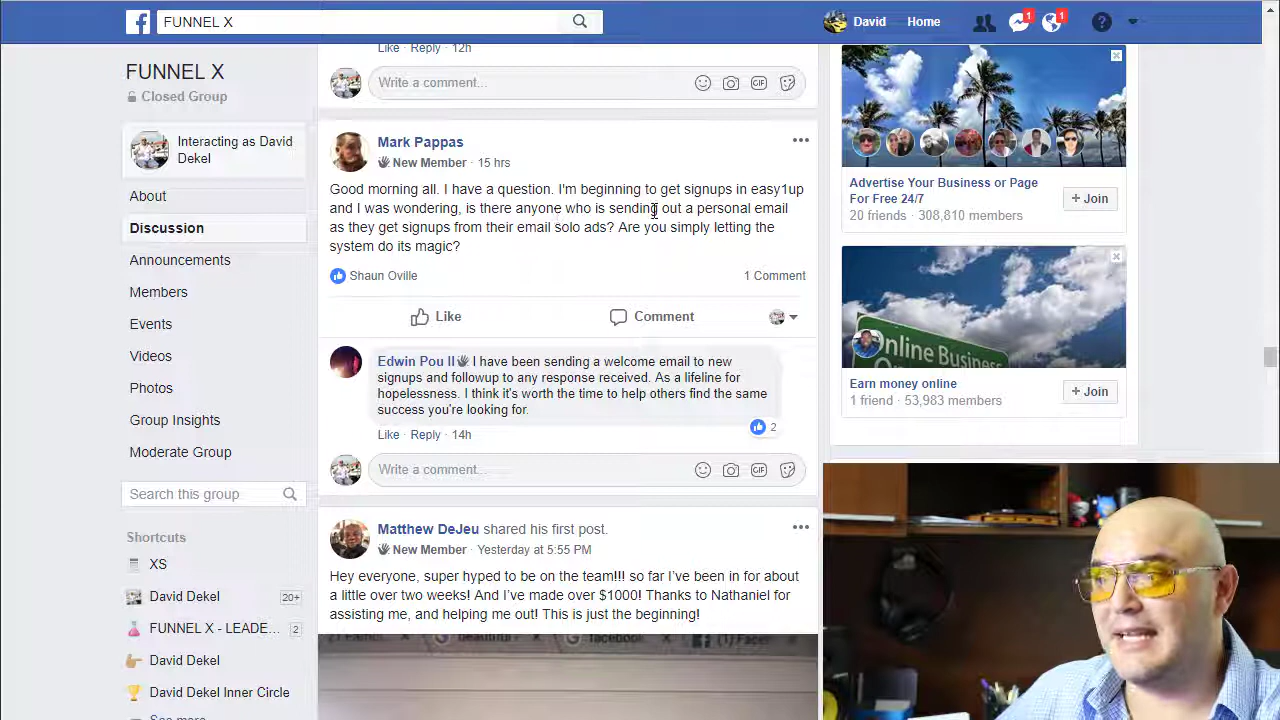 FUNNEL X
David
Home
1
1
FUNNEL X
Closed Group
Interacting as David
Dekel
About
Discussion
Announcements
Members
Events
Videos
Photos
Group Insights
Moderate Group
Search this group
Shortcuts
XS
David Dekel
20+
FUNNEL X - LEADE...
2
David Dekel
David Dekel Inner Circle
See more
Like · Reply · 12h
Write a comment...
GIF
Mark Pappas
New Member · 15 hrs
Good morning all. I have a question. I'm beginning to get signups in easy1up
and I was wondering, is there anyone who is sending out a personal email
as they get signups from their email solo ads? Are you simply letting the
system do its magic?
Shaun Oville
1 Comment
Like
Comment
Edwin Pou II I have been sending a welcome email to new
signups and followup to any response received. As a lifeline for
hopelessness. I think it's worth the time to help others find the same
success you're looking for.
2
Like · Reply · 14h
Write a comment...
GIF
Matthew DeJeu shared his first post.
New Member · Yesterday at 5:55 PM
Hey everyone, super hyped to be on the team!!! so far I've been in for about
a little over two weeks! And I've made over $1000! Thanks to Nathaniel for
assisting me, and helping me out! This is just the beginning!
facebook
Advertise Your Business or Page
For Free 24/7
20 friends · 308,810 members
+ Join
Online Business
Earn money online
1 friend · 53,983 members
+ Join